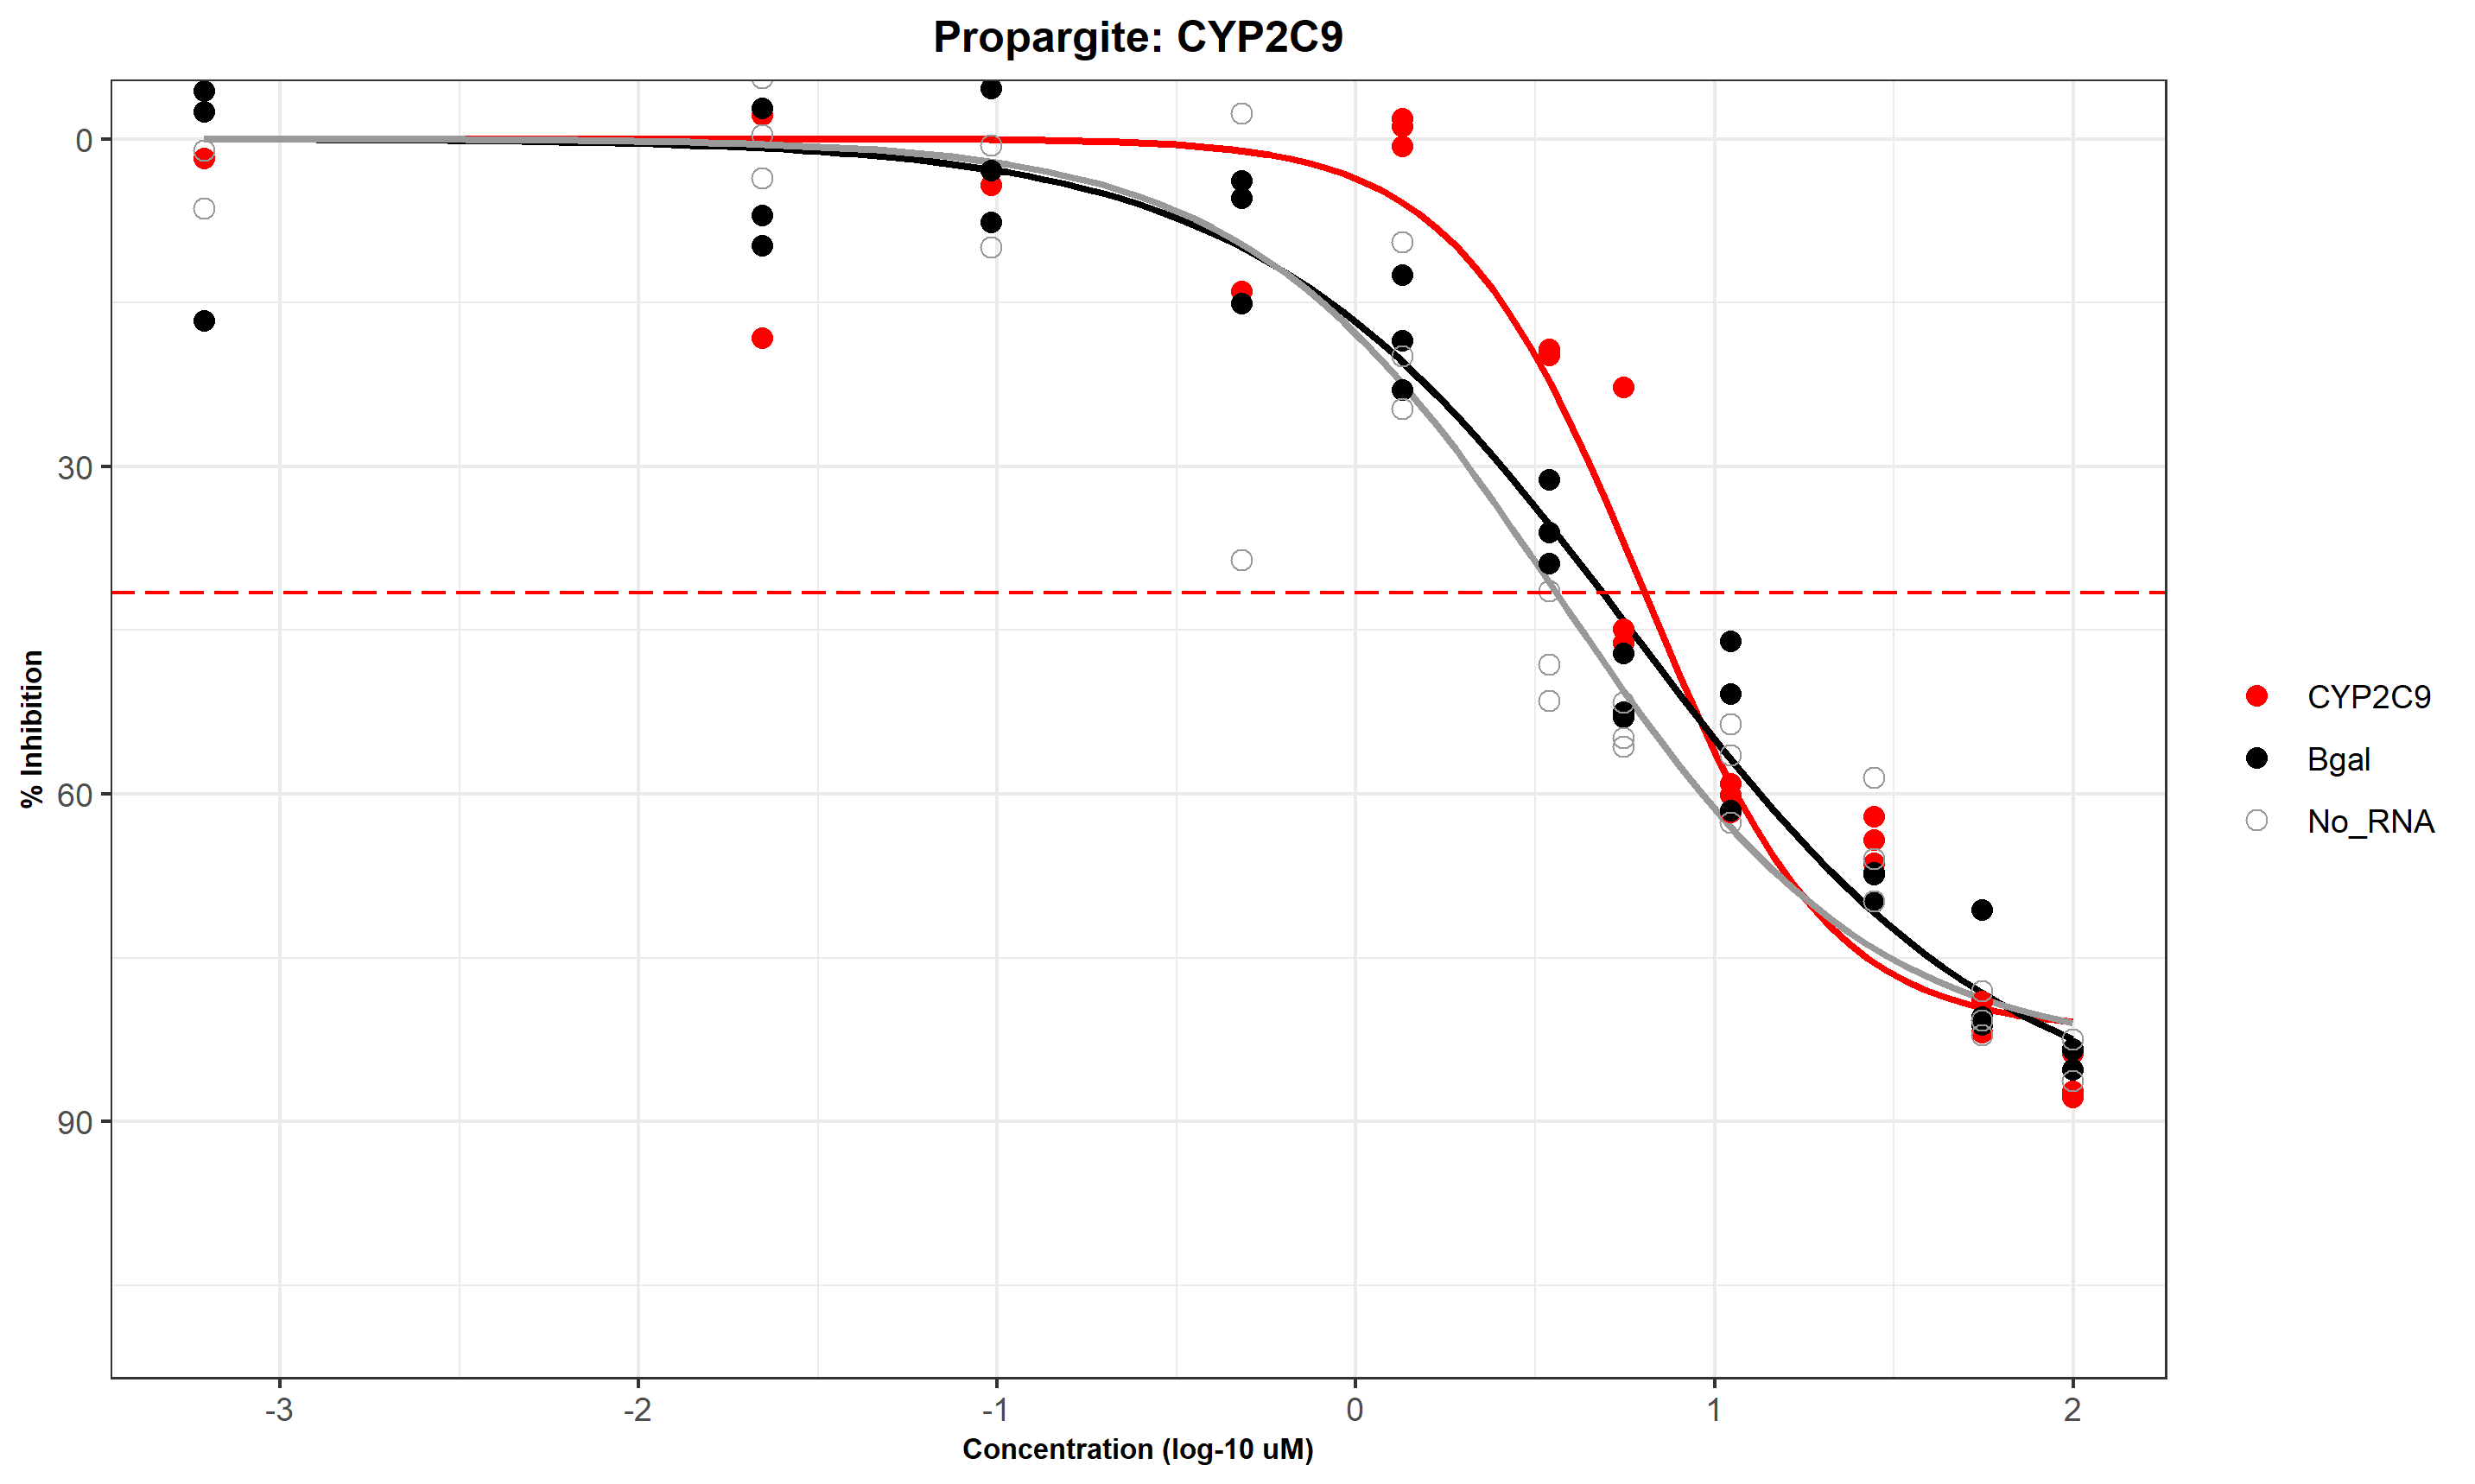 Propargite: CYP2C9
% Inhibition
0
30
60
90
-3
-2
-1
0
1
2
Concentration (log-10 uM)
CYP2C9
Bgal
No_RNA